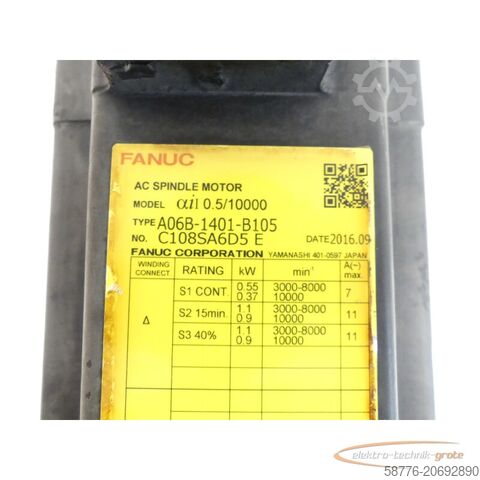 FANUC
AC SPINDLE MOTOR
MODEL αiI 0.5/10000
TYPE A06B-1401-B105
NO. C108SA6D5 E DATE 2016.09
FANUC CORPORATION YAMANASHI 401-0597 JAPAN
WINDING CONNECT RATING kW min⁻¹ A(~) max.
Δ
S1 CONT. 0.55 3000-8000 7
0.37 10000
S2 15min. 1.1 3000-8000 11
0.9 10000
S3 40% 1.1 3000-8000 11
0.9 10000
elektro-technik-grote
58776-20692890